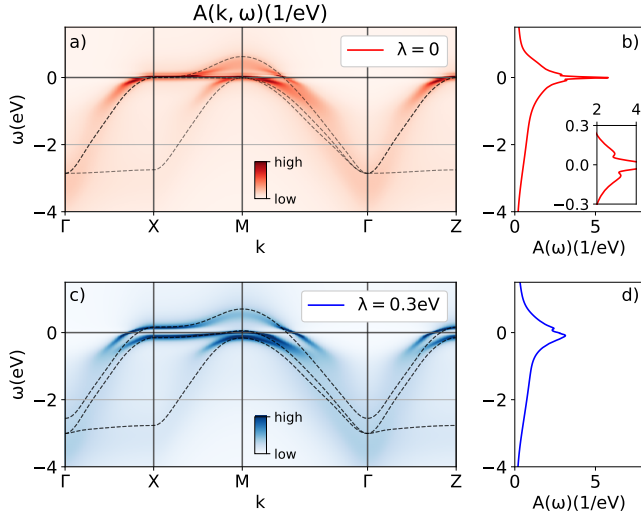 A(k, ω)(1/eV)
a)
λ = 0
ω(eV)
0
−2
−4
high
low
Γ
X
M
Γ
Z
k
b)
2
4
0.3
0.0
−0.3
0
5
A(ω)(1/eV)
c)
λ = 0.3eV
ω(eV)
0
−2
−4
high
low
Γ
X
M
Γ
Z
k
d)
0
5
A(ω)(1/eV)